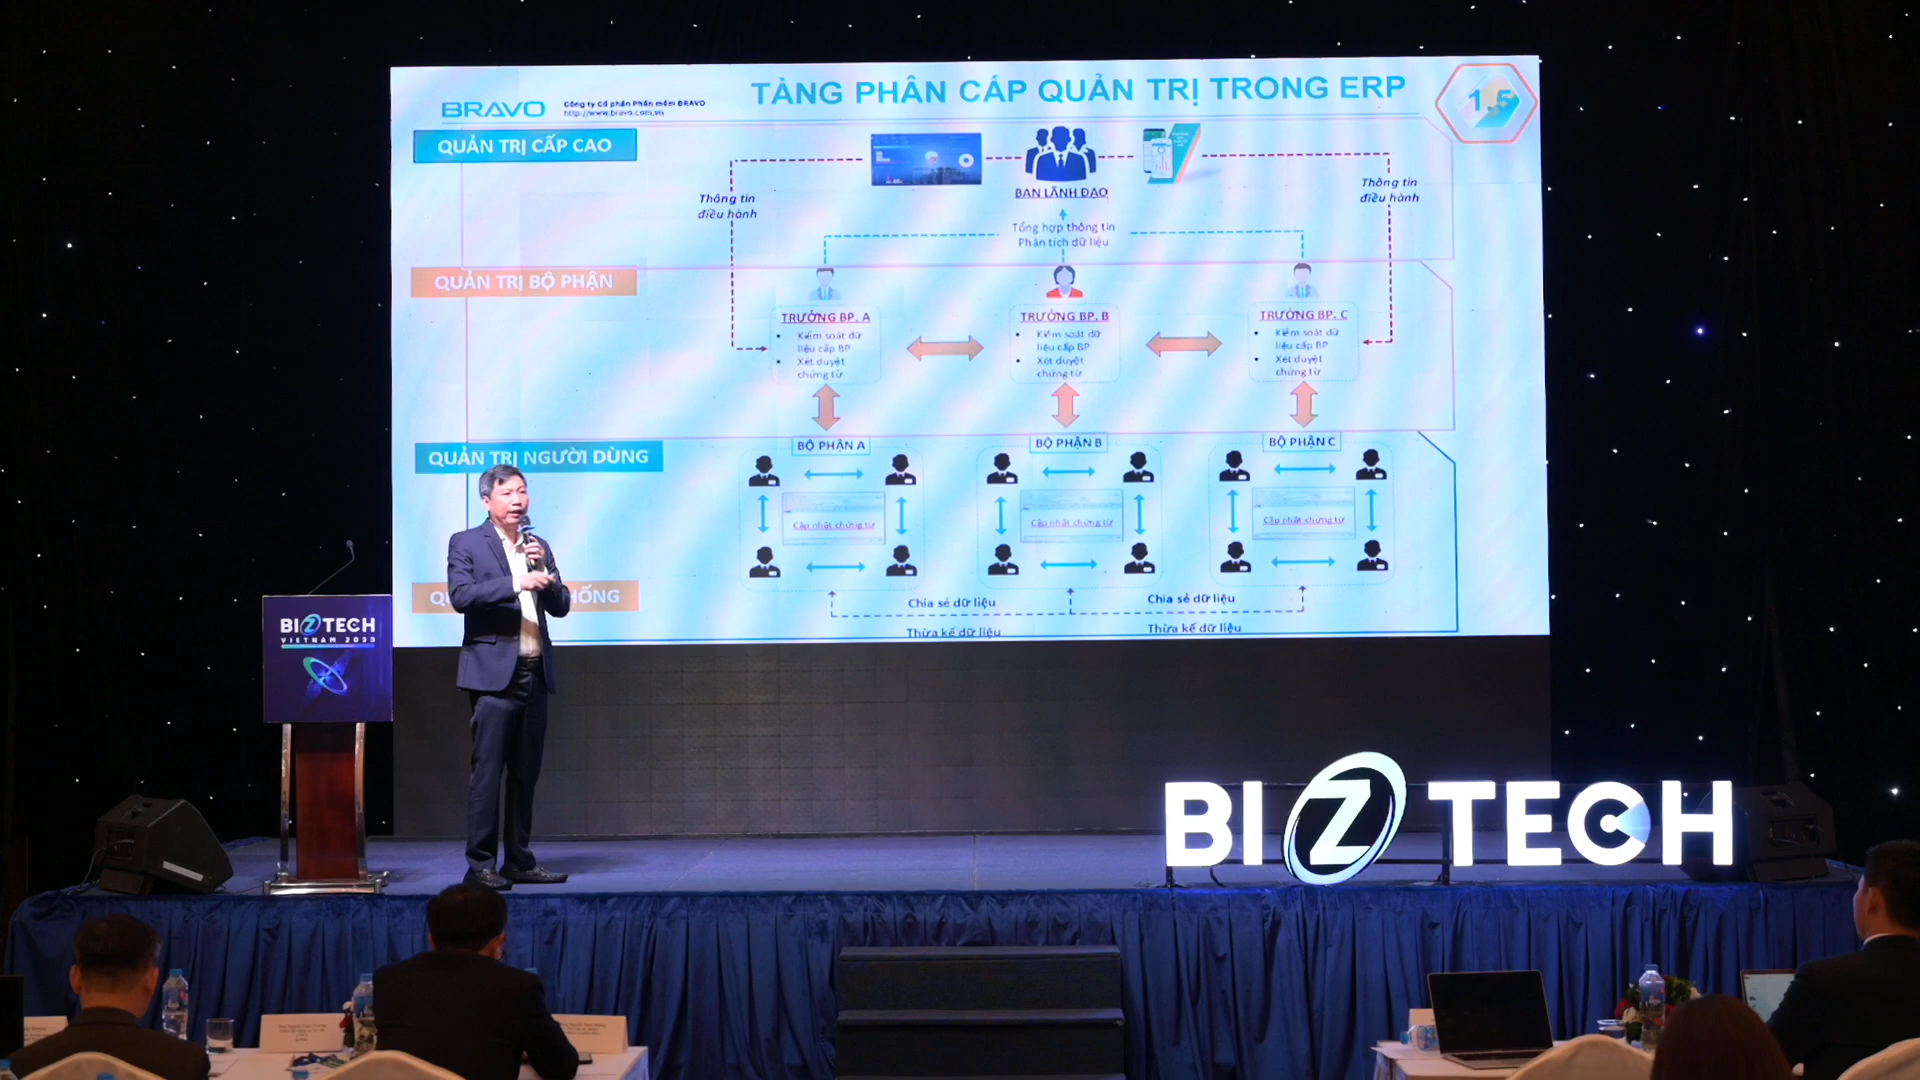 BRAVO
Công ty Cổ phần Phần mềm BRAVO
http://www.bravo.com.vn
TẦNG PHÂN CẤP QUẢN TRỊ TRONG ERP
1.5
QUẢN TRỊ CẤP CAO
BAN LÃNH ĐẠO
Thông tin
điều hành
Thông tin
điều hành
Tổng hợp thông tin
Phân tích dữ liệu
QUẢN TRỊ BỘ PHẬN
TRƯỞNG BP. A
• Kiểm soát dữ
liệu cấp BP
• Xét duyệt
chứng từ
TRƯỞNG BP. B
• Kiểm soát dữ
liệu cấp BP
• Xét duyệt
chứng từ
TRƯỞNG BP. C
• Kiểm soát dữ
liệu cấp BP
• Xét duyệt
chứng từ
QUẢN TRỊ NGƯỜI DÙNG
BỘ PHẬN A
BỘ PHẬN B
BỘ PHẬN C
Cập nhật chứng từ
Cập nhật chứng từ
Cập nhật chứng từ
QU
HỐNG
Chia sẻ dữ liệu
Chia sẻ dữ liệu
Thừa kế dữ liệu
Thừa kế dữ liệu
BIZTECH
VIETNAM 2023
BIZTECH